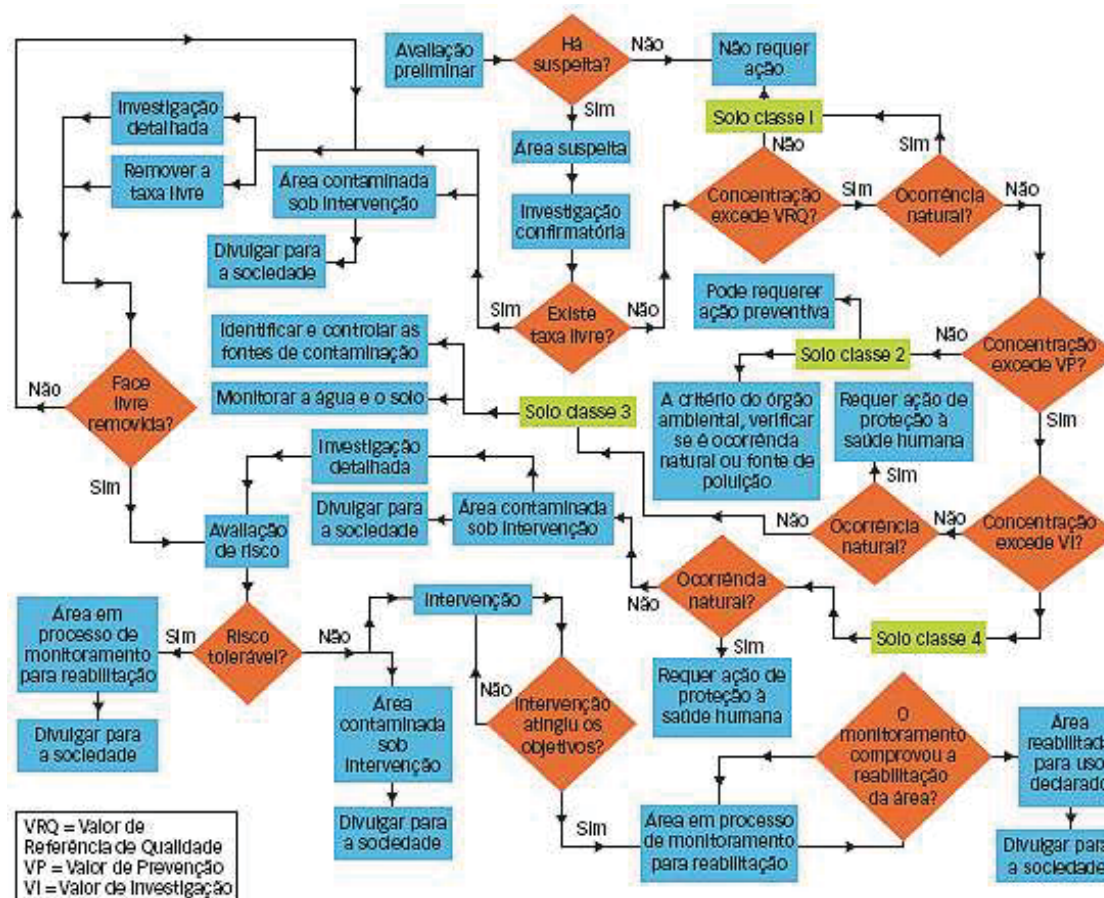 Avaliação
preliminar
Há
suspeita?
Não
Não requer
ação
Sim
Solo classe I
Não
Sim
Área suspeita
Investigação
confirmatória
Concentração
excede VRQ?
Sim
Ocorrência
natural?
Não
Investigação
detalhada
Remover a
taxa livre
Área contaminada
sob intervenção
Divulgar para
a sociedade
Sim
Existe
taxa livre?
Não
Pode requerer
ação preventiva
Solo classe 2
Não
Concentração
excede VP?
Sim
Identificar e controlar as
fontes de contaminação
Monitorar a água e o solo
Solo classe 3
A critério do órgão
ambiental, verificar
se é ocorrência
natural ou fonte de
poluição
Requer ação de
proteção à
saúde humana
Sim
Não
Face
livre
removida?
Sim
Investigação
detalhada
Divulgar para
a sociedade
Área contaminada
sob intervenção
Não
Ocorrência
natural?
Não
Concentração
excede VI?
Avaliação
de risco
Não
Ocorrência
natural?
Sim
Solo classe 4
Requer ação de
proteção à
saúde humana
Área em
processo de
monitoramento
para reabilitação
Sim
Risco
tolerável?
Não
Intervenção
Divulgar para
a sociedade
Área
contaminada
sob
intervenção
Não
Intervenção
atingiu os
objetivos?
Divulgar para
a sociedade
Sim
Área em processo
de monitoramento
para reabilitação
O
monitoramento
comprovou a
reabilitação
da área?
Área
reabilitada
para uso
declarado
Divulgar para
a sociedade
VRQ = Valor de
Referência de Qualidade
VP = Valor de Prevenção
VI = Valor de Investigação